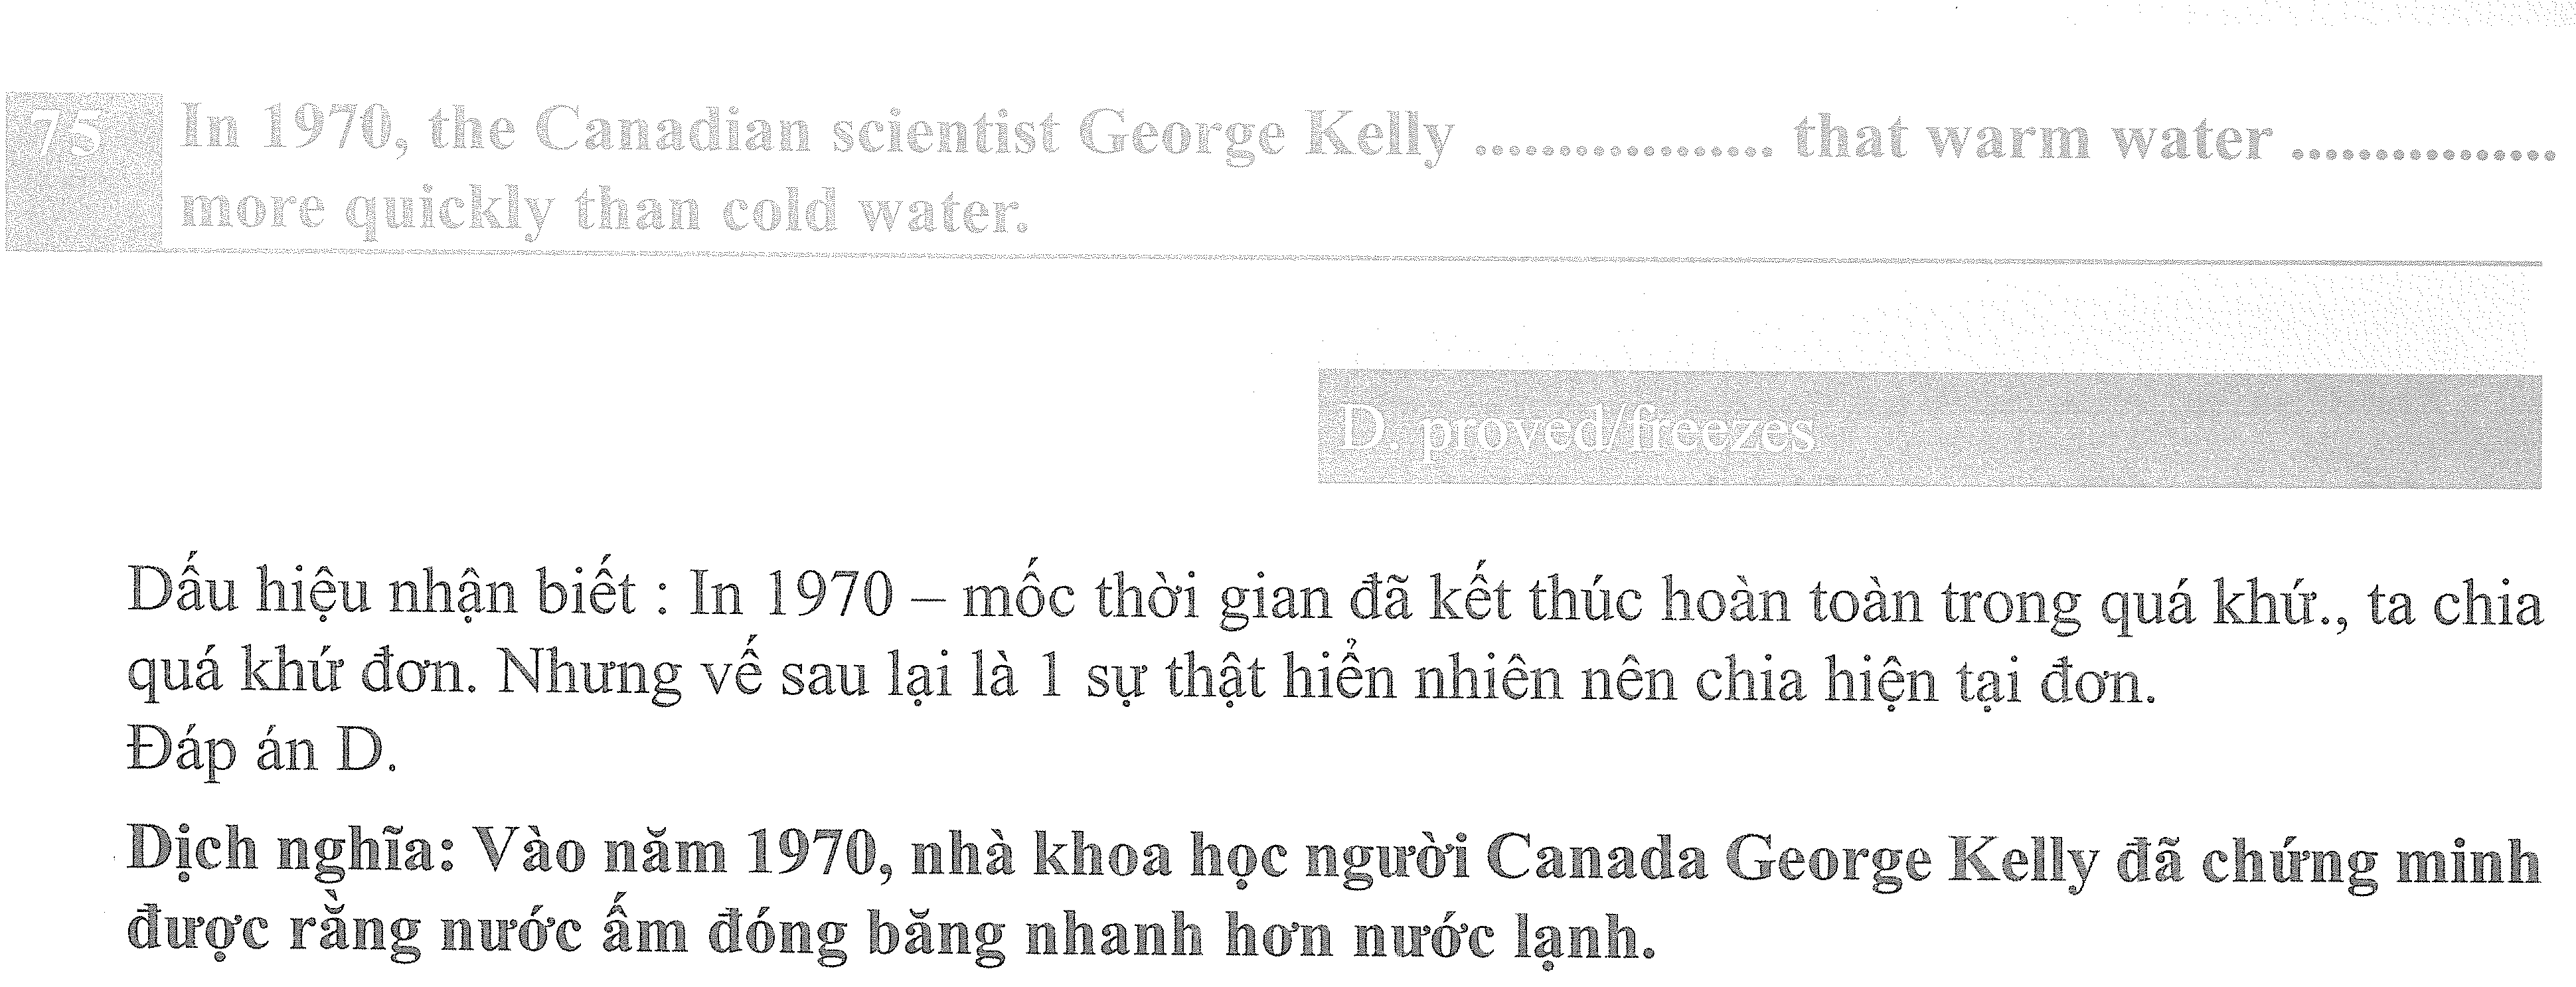 75 In 1970, the Canadian scientist George Kelly ................. that warm water ...............
more quickly than cold water.
D. proved/freezes
Dấu hiệu nhận biết : In 1970 – mốc thời gian đã kết thúc hoàn toàn trong quá khứ., ta chia
quá khứ đơn. Nhưng vế sau lại là 1 sự thật hiển nhiên nên chia hiện tại đơn.
Đáp án D.
Dịch nghĩa: Vào năm 1970, nhà khoa học người Canada George Kelly đã chứng minh
được rằng nước ấm đóng băng nhanh hơn nước lạnh.